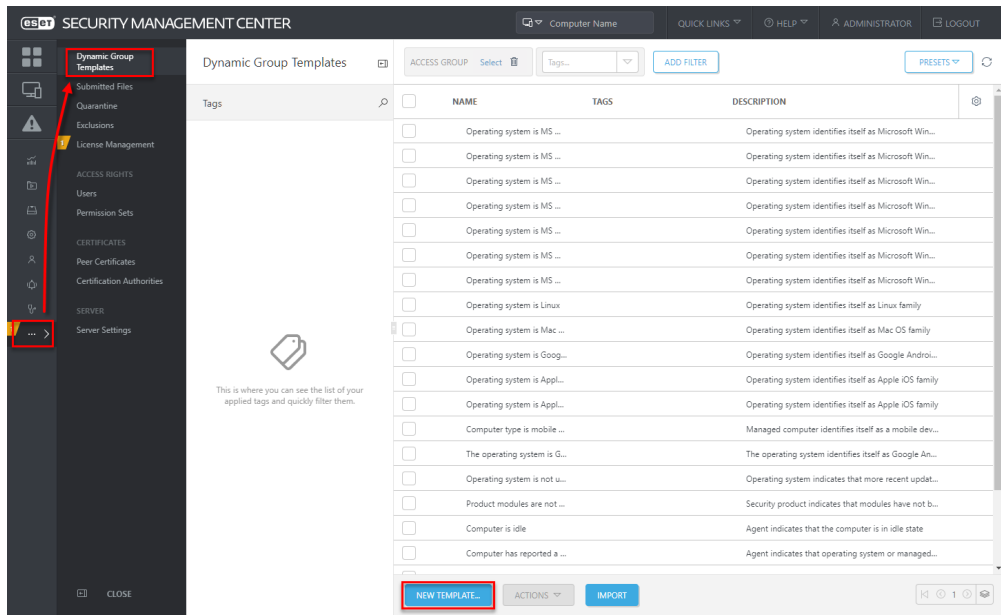 eset SECURITY MANAGEMENT CENTER Computer Name QUICK LINKS HELP ADMINISTRATOR LOGOUT
Dynamic Group Templates
Submitted Files
Quarantine
Exclusions
License Management
ACCESS RIGHTS
Users
Permission Sets
CERTIFICATES
Peer Certificates
Certification Authorities
SERVER
Server Settings
CLOSE
Dynamic Group Templates
Tags
This is where you can see the list of your
applied tags and quickly filter them.
ACCESS GROUP Select Tags... ADD FILTER PRESETS
NAME TAGS DESCRIPTION
Operating system is MS ... Operating system identifies itself as Microsoft Win...
Operating system is MS ... Operating system identifies itself as Microsoft Win...
Operating system is MS ... Operating system identifies itself as Microsoft Win...
Operating system is MS ... Operating system identifies itself as Microsoft Win...
Operating system is MS ... Operating system identifies itself as Microsoft Win...
Operating system is MS ... Operating system identifies itself as Microsoft Win...
Operating system is MS ... Operating system identifies itself as Microsoft Win...
Operating system is Linux Operating system identifies itself as Linux family
Operating system is Mac ... Operating system identifies itself as Mac OS family
Operating system is Goog... Operating system identifies itself as Google Androi...
Operating system is Appl... Operating system identifies itself as Apple iOS family
Operating system is Appl... Operating system identifies itself as Apple iOS family
Computer type is mobile ... Managed computer identifies itself as a mobile dev...
The operating system is G... The operating system identifies itself as Google An...
Operating system is not u... Operating system indicates that more recent updat...
Product modules are not ... Security product indicates that modules have not b...
Computer is idle Agent indicates that the computer is in idle state
Computer has reported a ... Agent indicates that operating system or managed...
NEW TEMPLATE... ACTIONS IMPORT 1